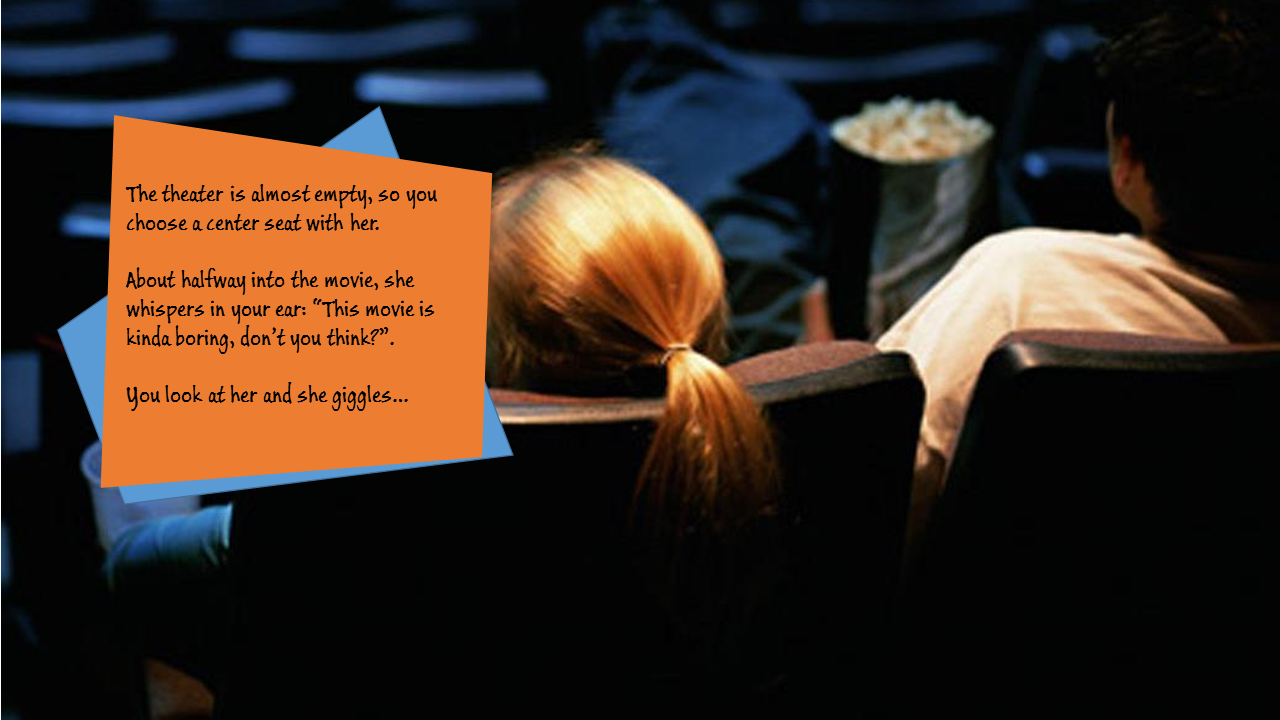 The theater is almost empty, so you
choose a center seat with her.
About halfway into the movie, she
whispers in your ear: “This movie is
kinda boring, don’t you think?”.
You look at her and she giggles...